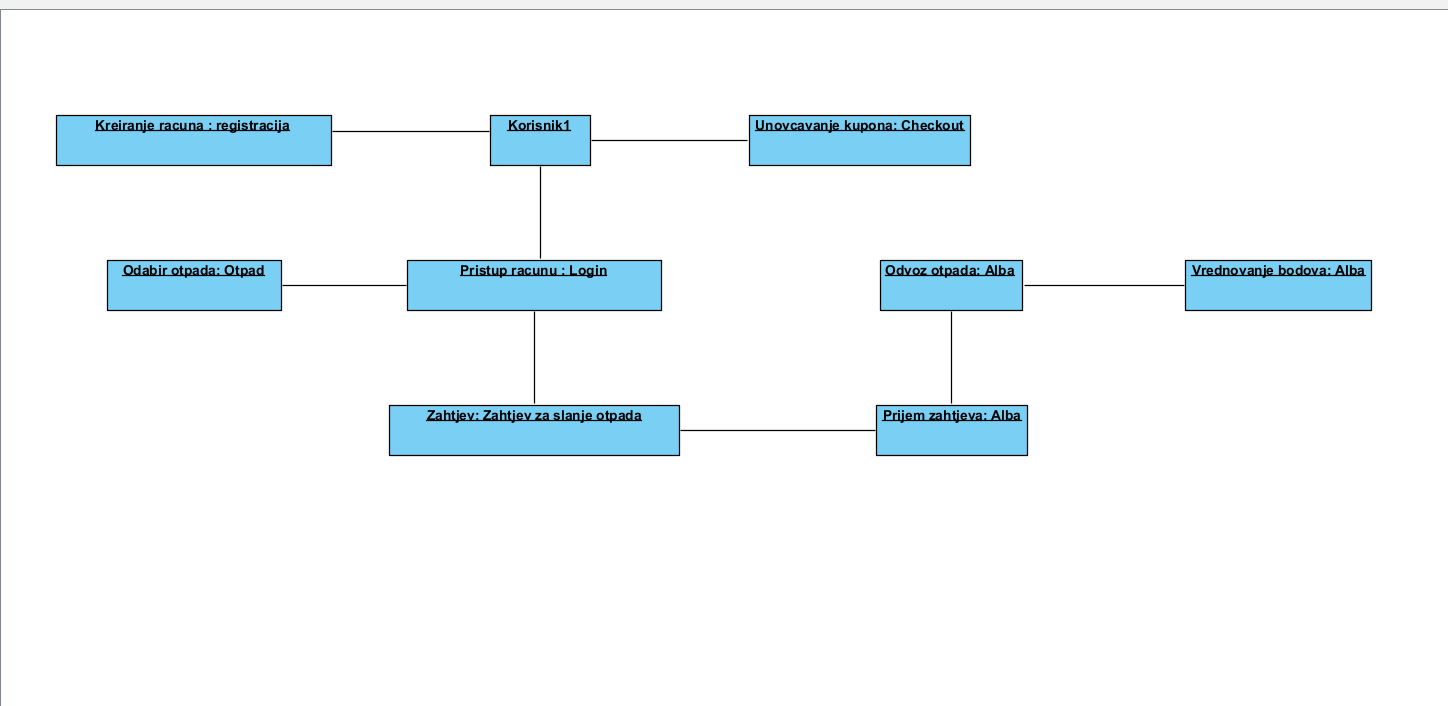 Kreiranje racuna : registracija
Korisnik1
Unovcavanje kupona: Checkout
Odabir otpada: Otpad
Pristup racunu : Login
Odvoz otpada: Alba
Vrednovanje bodova: Alba
Zahtjev: Zahtjev za slanje otpada
Prijem zahtjeva: Alba